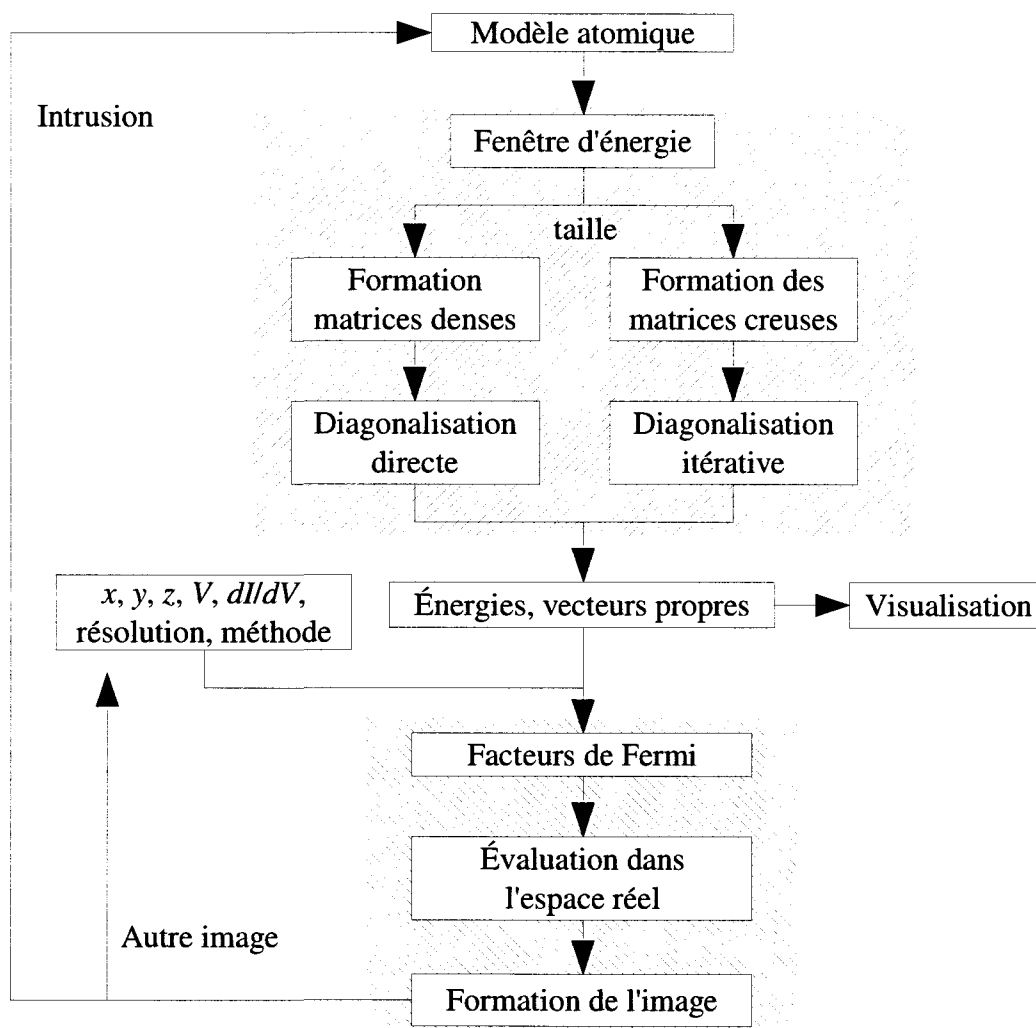 Modèle atomique
Intrusion
Fenêtre d'énergie
taille
Formation
matrices denses
Formation des
matrices creuses
Diagonalisation
directe
Diagonalisation
itérative
x, y, z, V, dI/dV,
résolution, méthode
Énergies, vecteurs propres
Visualisation
Facteurs de Fermi
Évaluation dans
l'espace réel
Autre image
Formation de l'image